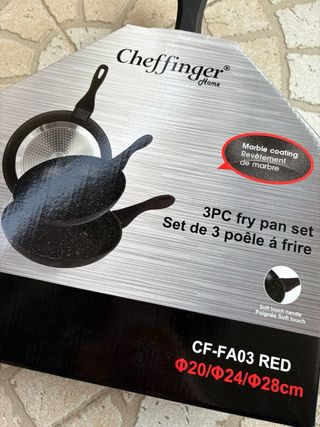 Cheffinger®
Home
Marble coating
Revêtement
de marbre
3PC fry pan set
Set de 3 poêle á frire
Soft touch handle
Poignée Soft touch
CF-FA03 RED
Φ20/Φ24/Φ28cm